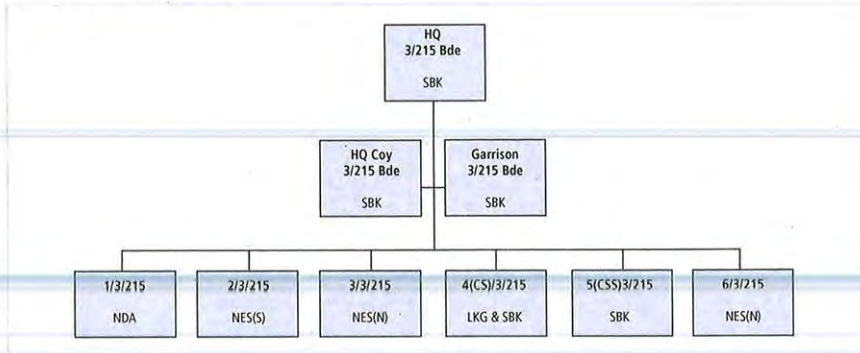 HQ
3/215 Bde
SBK
HQ Coy
3/215 Bde
SBK
Garrison
3/215 Bde
SBK
1/3/215
NDA
2/3/215
NES(S)
3/3/215
NES(N)
4(CS)/3/215
LKG & SBK
5(CSS)3/215
SBK
6/3/215
NES(N)